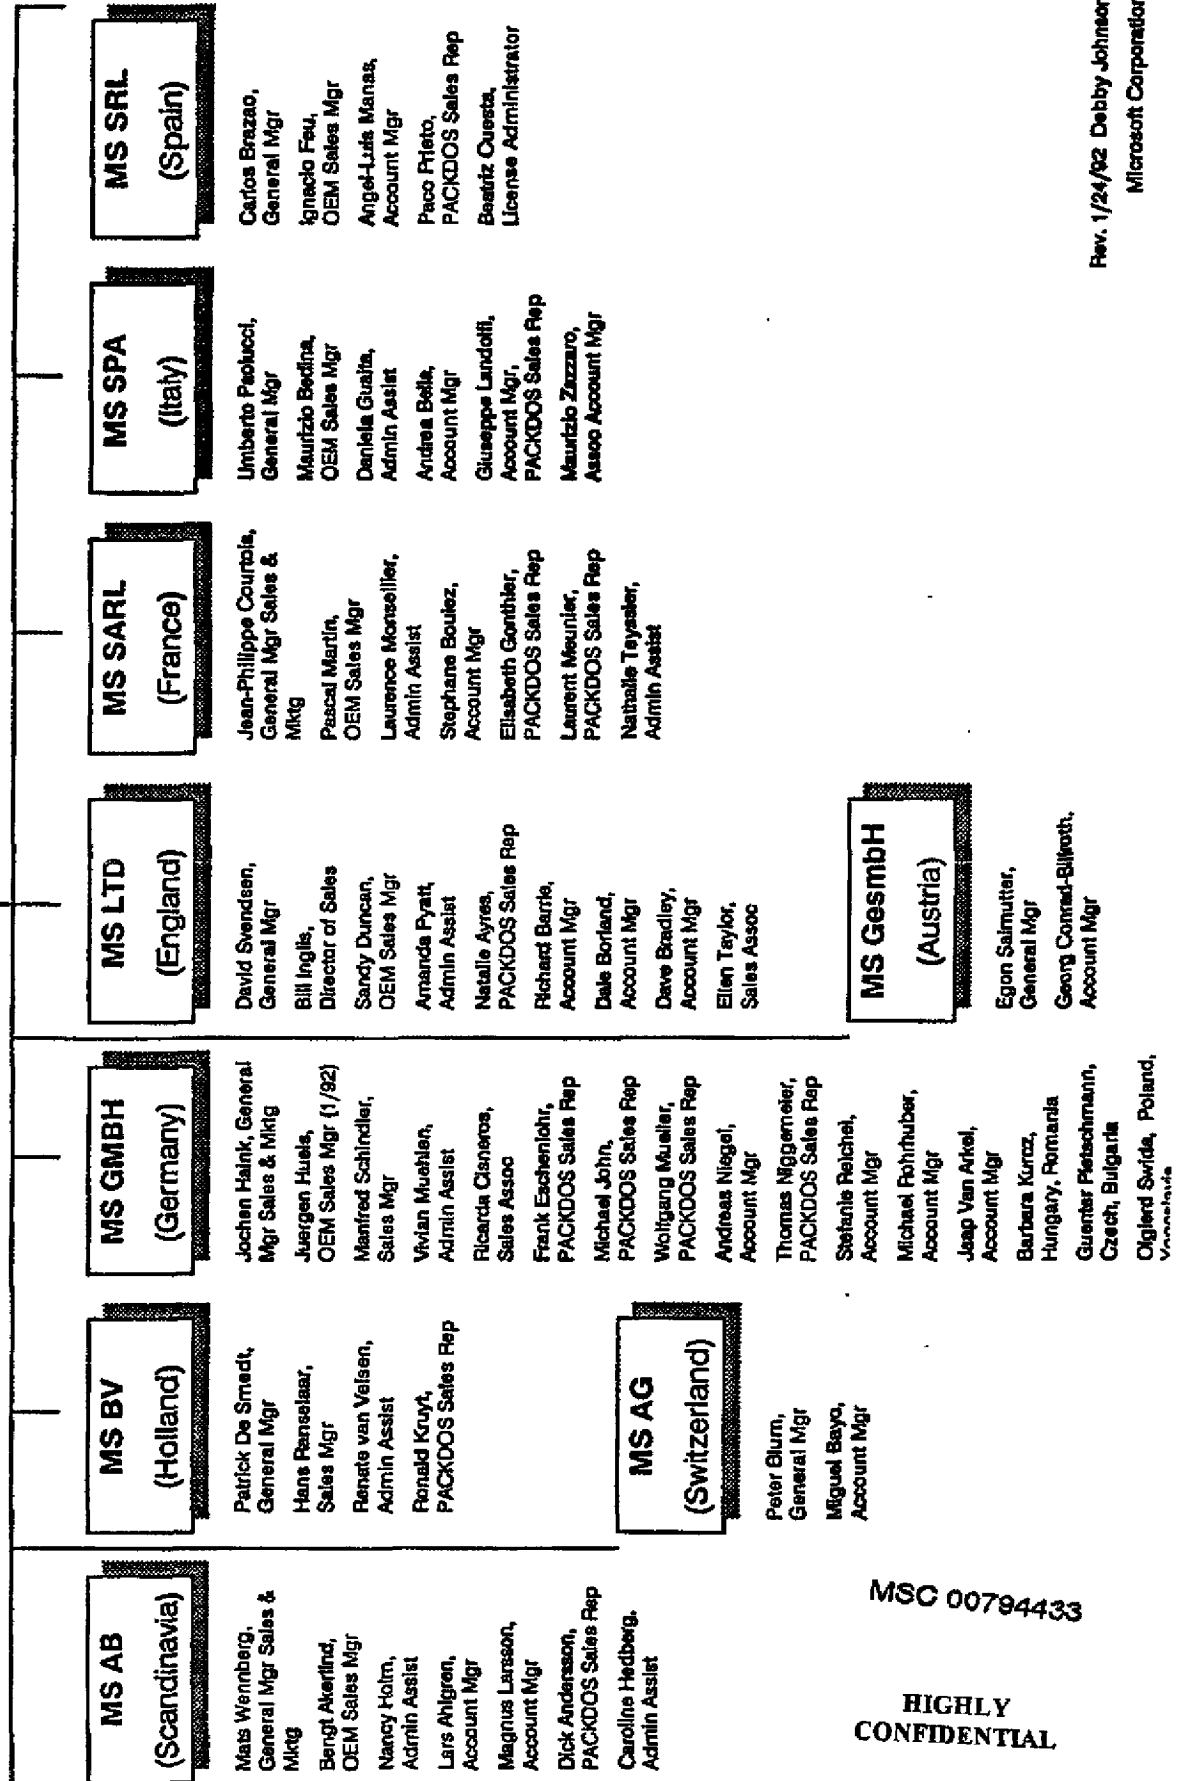 MS AB
(Scandinavia)
Mats Wennberg,
General Mgr Sales &
Mktg
Bengt Akerlind,
OEM Sales Mgr
Nancy Holm,
Admin Assist
Lars Ahlgren,
Account Mgr
Magnus Larsson,
Account Mgr
Dick Andersson,
PACKDOS Sales Rep
Caroline Hedberg,
Admin Assist
MS BV
(Holland)
Patrick De Smedt,
General Mgr
Hans Ranselaar,
Sales Mgr
Renate van Velsen,
Admin Assist
Ronald Kruyt,
PACKDOS Sales Rep
MS AG
(Switzerland)
Peter Blum,
General Mgr
Miguel Bayo,
Account Mgr
MS GMBH
(Germany)
Jochen Haink, General
Mgr Sales & Mktg
Juergen Huels,
OEM Sales Mgr (1/92)
Manfred Schindler,
Sales Mgr
Vivian Muehlen,
Admin Assist
Ricarda Cisneros,
Sales Assoc
Frank Eschenlohr,
PACKDOS Sales Rep
Michael John,
PACKDOS Sales Rep
Wolfgang Mueller,
PACKDOS Sales Rep
Andreas Niegel,
Account Mgr
Thomas Niggemeier,
PACKDOS Sales Rep
Stefanie Reichel,
Account Mgr
Michael Rohrhuber,
Account Mgr
Jaap Van Arkel,
Account Mgr
Barbara Kurcz,
Hungary, Romania
Guenter Pietschmann,
Czech, Bulgaria
Olgierd Swida, Poland,
MS LTD
(England)
David Svendsen,
General Mgr
Bill Inglis,
Director of Sales
Sandy Duncan,
OEM Sales Mgr
Amanda Pyatt,
Admin Assist
Natalie Ayres,
PACKDOS Sales Rep
Richard Barrie,
Account Mgr
Dale Borland,
Account Mgr
Dave Bradley,
Account Mgr
Ellen Taylor,
Sales Assoc
MS GesmbH
(Austria)
Egon Salmutter,
General Mgr
Georg Conrad-Billroth,
Account Mgr
MS SARL
(France)
Jean-Philippe Courtois,
General Mgr Sales &
Mktg
Pascal Martin,
OEM Sales Mgr
Laurence Monsellier,
Admin Assist
Stephane Boulez,
Account Mgr
Elisabeth Gonthier,
PACKDOS Sales Rep
Laurent Meunier,
PACKDOS Sales Rep
Nathalie Teyssier,
Admin Assist
MS SPA
(Italy)
Umberto Paolucci,
General Mgr
Maurizio Bedina,
OEM Sales Mgr
Daniela Guaita,
Admin Assist
Andrea Bella,
Account Mgr
Giuseppe Landolfi,
Account Mgr,
PACKDOS Sales Rep
Maurizio Zazzaro,
Assoc Account Mgr
MS SRL
(Spain)
Carlos Brazao,
General Mgr
Ignacio Feu,
OEM Sales Mgr
Angel-Luis Manas,
Account Mgr
Paco Prieto,
PACKDOS Sales Rep
Beatriz Cuesta,
License Administrator
Rev. 1/24/92 Debby Johnson
Microsoft Corporation
MSC 00794433
HIGHLY
CONFIDENTIAL